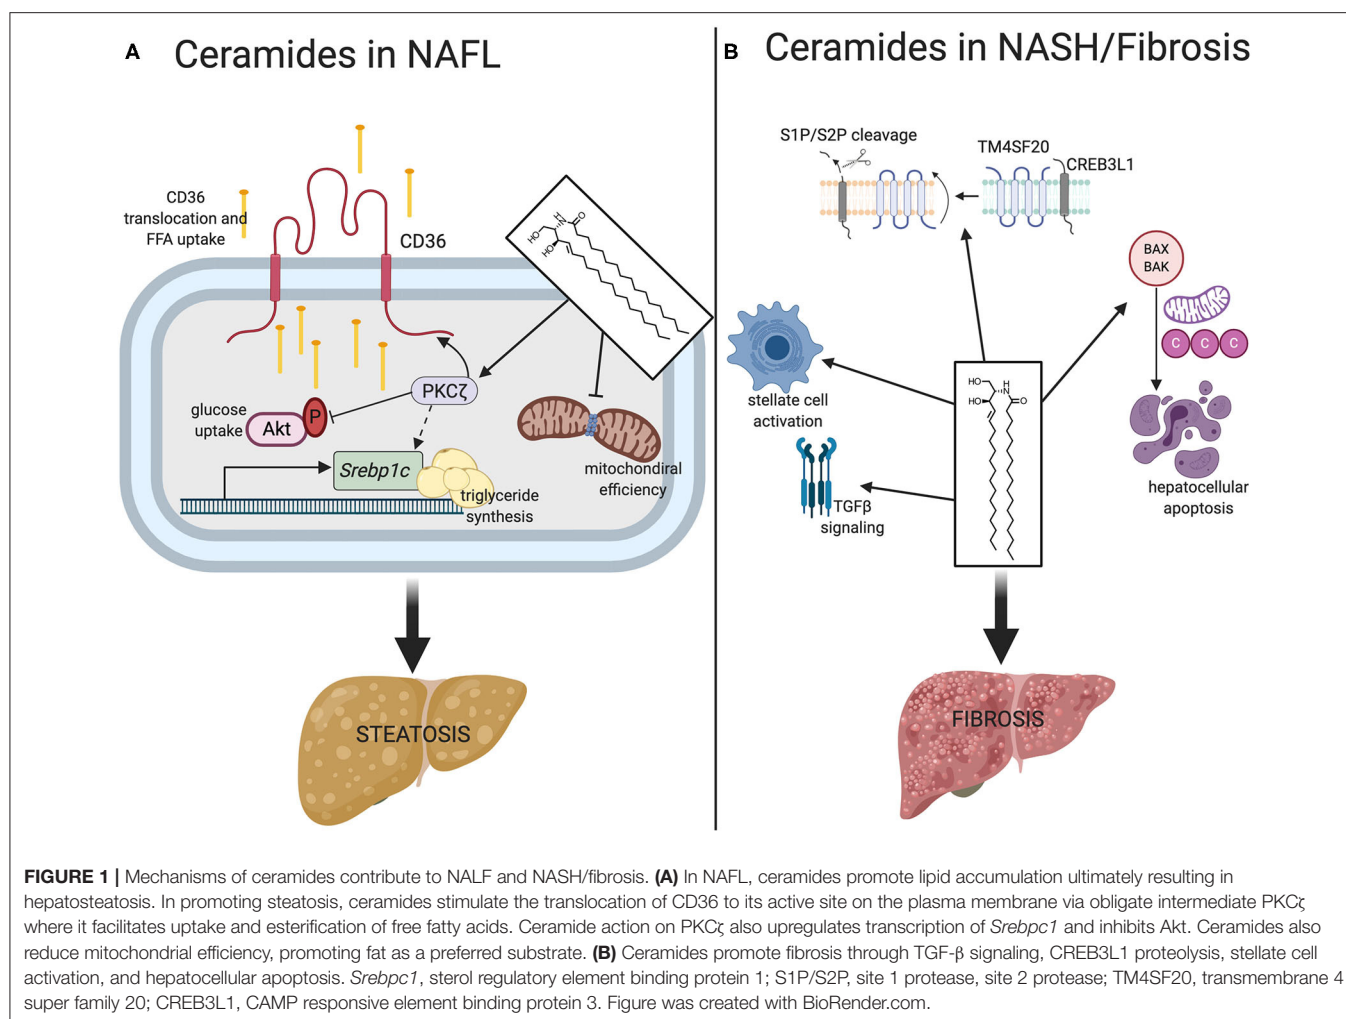 A Ceramides in NAFL
CD36
translocation and
FFA uptake
CD36
HO
HO
N
H
O
PKCζ
glucose
uptake
Akt
P
Srebp1c
triglyceride
synthesis
mitochondiral
efficiency
STEATOSIS
B Ceramides in NASH/Fibrosis
S1P/S2P cleavage
TM4SF20
CREB3L1
BAX
BAK
C C C
stellate cell
activation
HO
HO
H
N
O
TGFβ
signaling
hepatocellular
apoptosis
FIBROSIS
FIGURE 1 | Mechanisms of ceramides contribute to NALF and NASH/fibrosis. (A) In NAFL, ceramides promote lipid accumulation ultimately resulting in
hepatosteatosis. In promoting steatosis, ceramides stimulate the translocation of CD36 to its active site on the plasma membrane via obligate intermediate PKCζ
where it facilitates uptake and esterification of free fatty acids. Ceramide action on PKCζ also upregulates transcription of Srebpc1 and inhibits Akt. Ceramides also
reduce mitochondrial efficiency, promoting fat as a preferred substrate. (B) Ceramides promote fibrosis through TGF-β signaling, CREB3L1 proteolysis, stellate cell
activation, and hepatocellular apoptosis. Srebpc1, sterol regulatory element binding protein 1; S1P/S2P, site 1 protease, site 2 protease; TM4SF20, transmembrane 4
super family 20; CREB3L1, CAMP responsive element binding protein 3. Figure was created with BioRender.com.